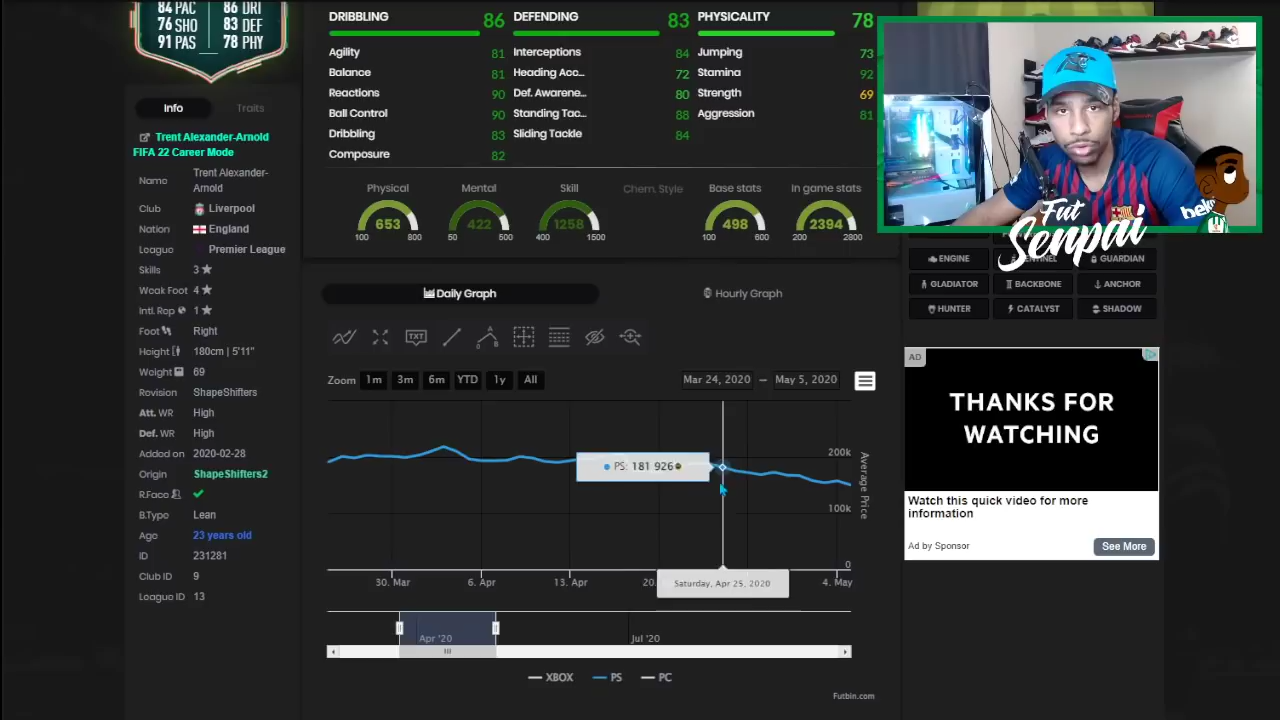 84 PAC 86 DRI
76 SHO 83 DEF
91 PAS 78 PHY
Info
Traits
Trent Alexander-Arnold
FIFA 22 Career Mode
Name Trent Alexander-
Arnold
Club Liverpool
Nation England
League Premier League
Skills 3
Weak Foot 4
Intl. Rep 1
Foot Right
Height 180cm | 5'11"
Weight 69
Revision ShapeShifters
Att. WR High
Def. WR High
Added on 2020-02-28
Origin ShapeShifters2
R.Face
B.Type Lean
Age 23 years old
ID 231281
Club ID 9
League ID 13
DRIBBLING 86
Agility 81
Balance 81
Reactions 90
Ball Control 90
Dribbling 83
Composure 82
DEFENDING 83
Interceptions 84
Heading Acc... 72
Def. Awarene... 80
Standing Tac... 88
Sliding Tackle 84
PHYSICALITY 78
Jumping 73
Stamina 92
Strength 69
Aggression 81
Physical Mental Skill Chem. Style Base stats In game stats
653 422 1258 498 2394
100 800 50 500 400 1500 100 600 200 2800
Daily Graph Hourly Graph
TXT
Zoom 1m 3m 6m YTD 1y All
Mar 24, 2020 – May 5, 2020
PS: 181 926
200k
100k
0
Average Price
30. Mar 6. Apr 13. Apr 20. 4. May
Saturday, Apr 25, 2020
Apr '20 Jul '20
XBOX PS PC
Futbin.com
Fut
Senpai
ENGINE SENTINEL GUARDIAN
GLADIATOR BACKBONE ANCHOR
HUNTER CATALYST SHADOW
AD
THANKS FOR
WATCHING
Watch this quick video for more
information
Ad by Sponsor
See More